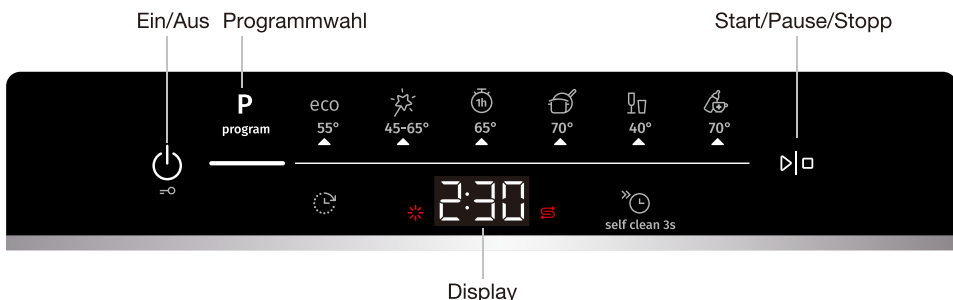 Ein/Aus Programmwahl Start/Pause/Stopp
P
program
eco 1h
55° 45-65° 65° 70° 40° 70°
2:30
self clean 3s
Display